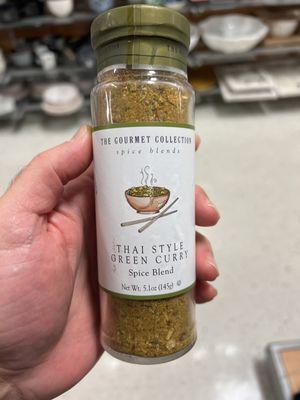 THE GOURMET COLLECTION
spice blends
THAI STYLE
GREEN CURRY
Spice Blend
Net Wt. 5.1oz (145g)